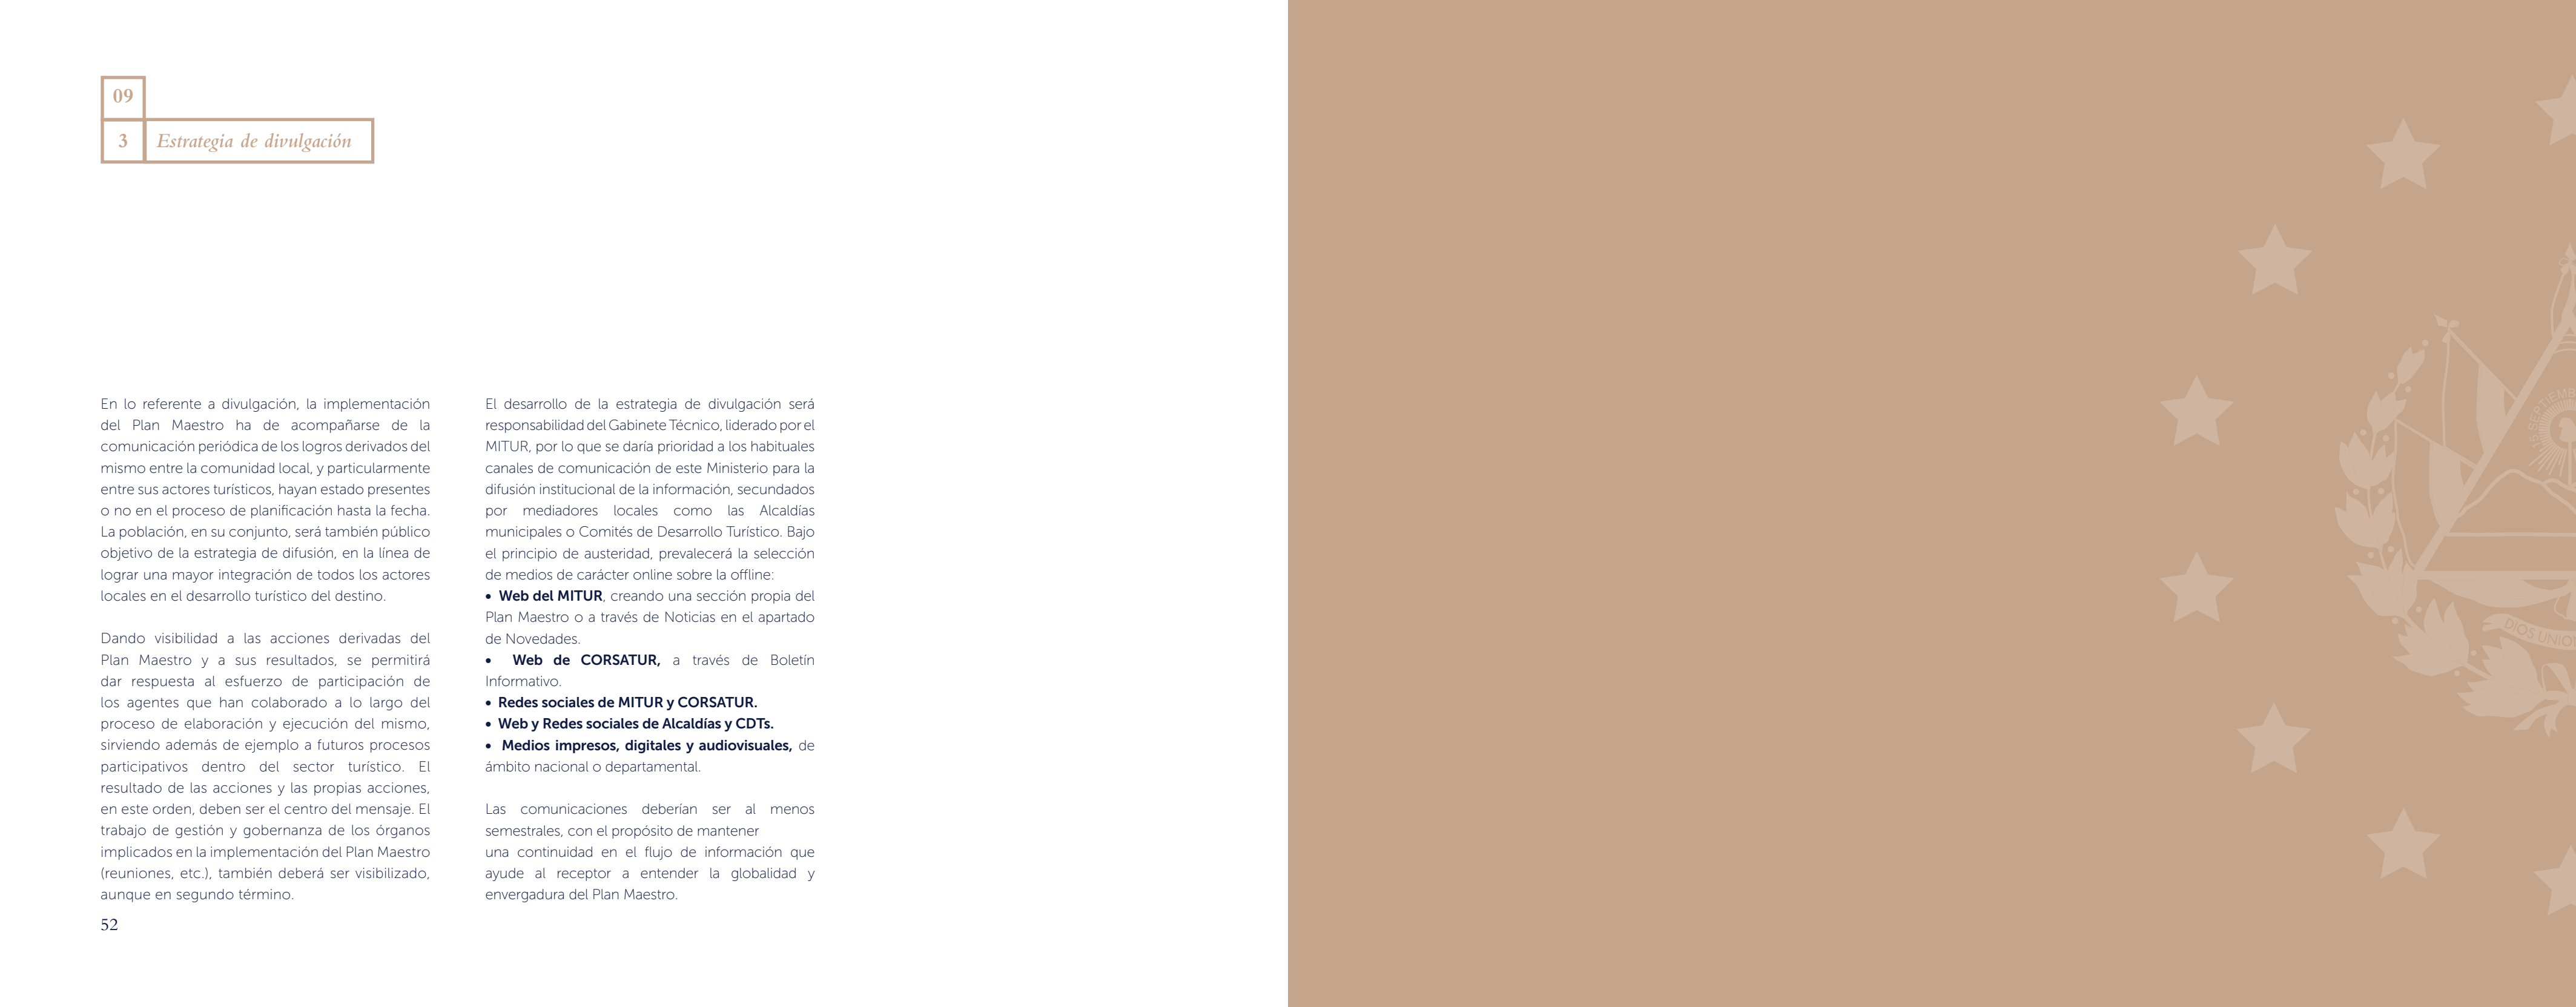 09
3 Estrategia de divulgación
En lo referente a divulgación, la implementación
del Plan Maestro ha de acompañarse de la
comunicación periódica de los logros derivados del
mismo entre la comunidad local, y particularmente
entre sus actores turísticos, hayan estado presentes
o no en el proceso de planificación hasta la fecha.
La población, en su conjunto, será también público
objetivo de la estrategia de difusión, en la línea de
lograr una mayor integración de todos los actores
locales en el desarrollo turístico del destino.
Dando visibilidad a las acciones derivadas del
Plan Maestro y a sus resultados, se permitirá
dar respuesta al esfuerzo de participación de
los agentes que han colaborado a lo largo del
proceso de elaboración y ejecución del mismo,
sirviendo además de ejemplo a futuros procesos
participativos dentro del sector turístico. El
resultado de las acciones y las propias acciones,
en este orden, deben ser el centro del mensaje. El
trabajo de gestión y gobernanza de los órganos
implicados en la implementación del Plan Maestro
(reuniones, etc.), también deberá ser visibilizado,
aunque en segundo término.
El desarrollo de la estrategia de divulgación será
responsabilidad del Gabinete Técnico, liderado por el
MITUR, por lo que se daría prioridad a los habituales
canales de comunicación de este Ministerio para la
difusión institucional de la información, secundados
por mediadores locales como las Alcaldías
municipales o Comités de Desarrollo Turístico. Bajo
el principio de austeridad, prevalecerá la selección
de medios de carácter online sobre la offline:
• Web del MITUR, creando una sección propia del
Plan Maestro o a través de Noticias en el apartado
de Novedades.
• Web de CORSATUR, a través de Boletín
Informativo.
• Redes sociales de MITUR y CORSATUR.
• Web y Redes sociales de Alcaldías y CDTs.
• Medios impresos, digitales y audiovisuales, de
ámbito nacional o departamental.
Las comunicaciones deberían ser al menos
semestrales, con el propósito de mantener
una continuidad en el flujo de información que
ayude al receptor a entender la globalidad y
envergadura del Plan Maestro.
52
DIOS UNION